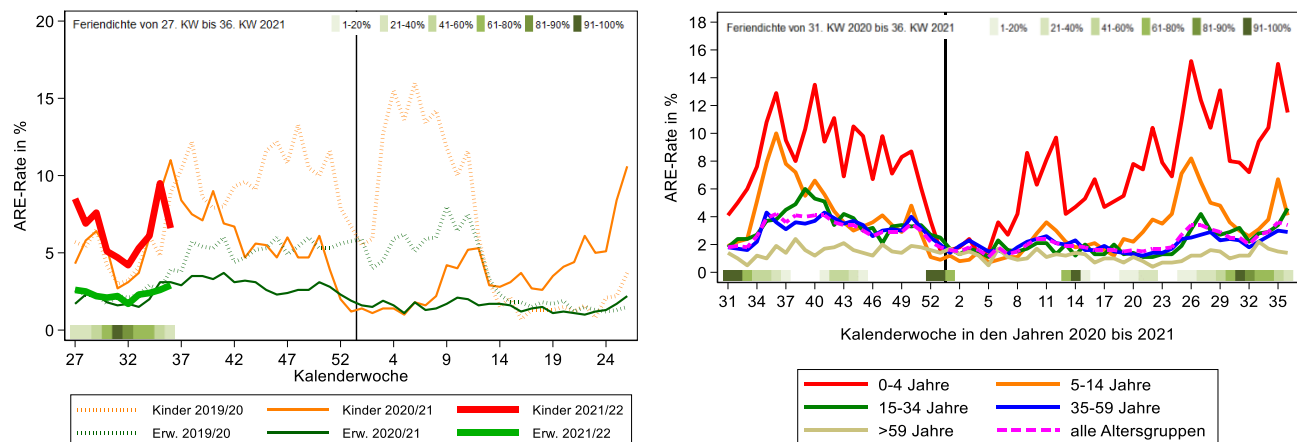 Feriendichte von 27. KW bis 36. KW 2021 1-20% 21-40% 41-60% 61-80% 81-90% 91-100%
ARE-Rate in %
20
15
10
5
0
27 32 37 42 47 52 4 9 14 19 24
Kalenderwoche
Kinder 2019/20 Kinder 2020/21 Kinder 2021/22
Erw. 2019/20 Erw. 2020/21 Erw. 2021/22
Feriendichte von 31. KW 2020 bis 36. KW 2021 1-20% 21-40% 41-60% 61-80% 81-90% 91-100%
ARE-Rate in %
18
16
14
12
10
8
6
4
2
0
31 34 37 40 43 46 49 52 2 5 8 11 14 17 20 22 26 29 32 35
Kalenderwoche in den Jahren 2020 bis 2021
0-4 Jahre 5-14 Jahre
15-34 Jahre 35-59 Jahre
>59 Jahre alle Altersgruppen